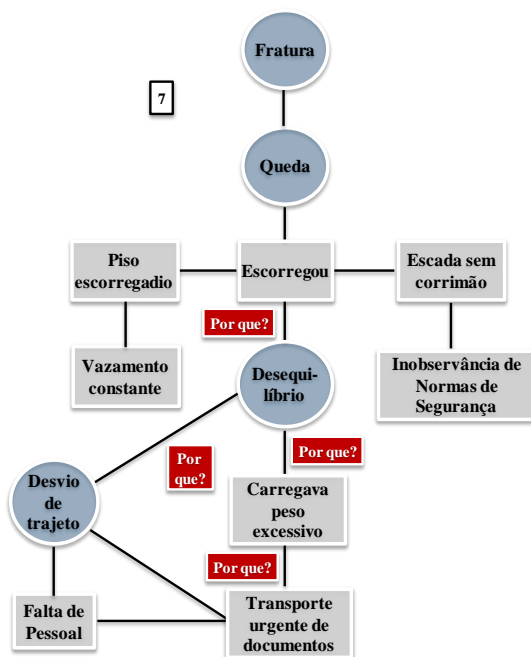 Fratura
7
Queda
Piso
escorregadio
Escorregou
Escada sem
corrimão
Por que?
Vazamento
constante
Desequi-
líbrio
Inobservância de
Normas de
Segurança
Por
que?
Por que?
Desvio
de
trajeto
Carregava
peso
excessivo
Por que?
Falta de
Pessoal
Transporte
urgente de
documentos